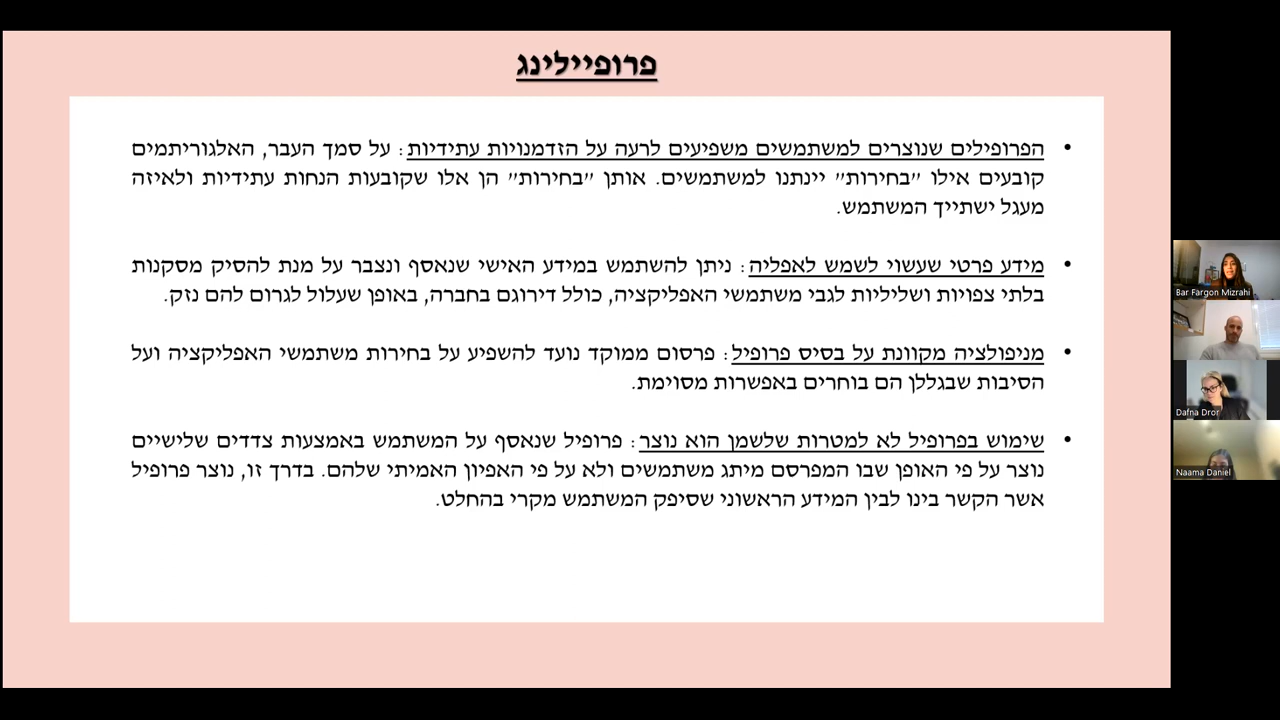 פרופיילינג
• הפרופילים שנוצרים למשתמשים משפיעים לרעה על הזדמנויות עתידיות: על סמך העבר, האלגוריתמים
קובעים אילו "בחירות" יינתנו למשתמשים. אותן "בחירות" הן אלו שקובעות הנחות עתידיות ולאיזה
מעגל ישתייך המשתמש.
• מידע פרטי שעשוי לשמש לאפליה: ניתן להשתמש במידע האישי שנאסף ונצבר על מנת להסיק מסקנות
בלתי צפויות ושליליות לגבי משתמשי האפליקציה, כולל דירוגם בחברה, באופן שעלול לגרום להם נזק.
• מניפולציה מקוונת על בסיס פרופיל: פרסום ממוקד נועד להשפיע על בחירות משתמשי האפליקציה ועל
הסיבות שבגללן הם בוחרים באפשרות מסוימת.
• שימוש בפרופיל לא למטרות שלשמן הוא נוצר: פרופיל שנאסף על המשתמש באמצעות צדדים שלישיים
נוצר על פי האופן שבו המפרסם מיתג משתמשים ולא על פי האפיון האמיתי שלהם. בדרך זו, נוצר פרופיל
אשר הקשר בינו לבין המידע הראשוני שסיפק המשתמש מקרי בהחלט.
Bar Fargon Mizrahi
Dafna Dror
Naama Daniel